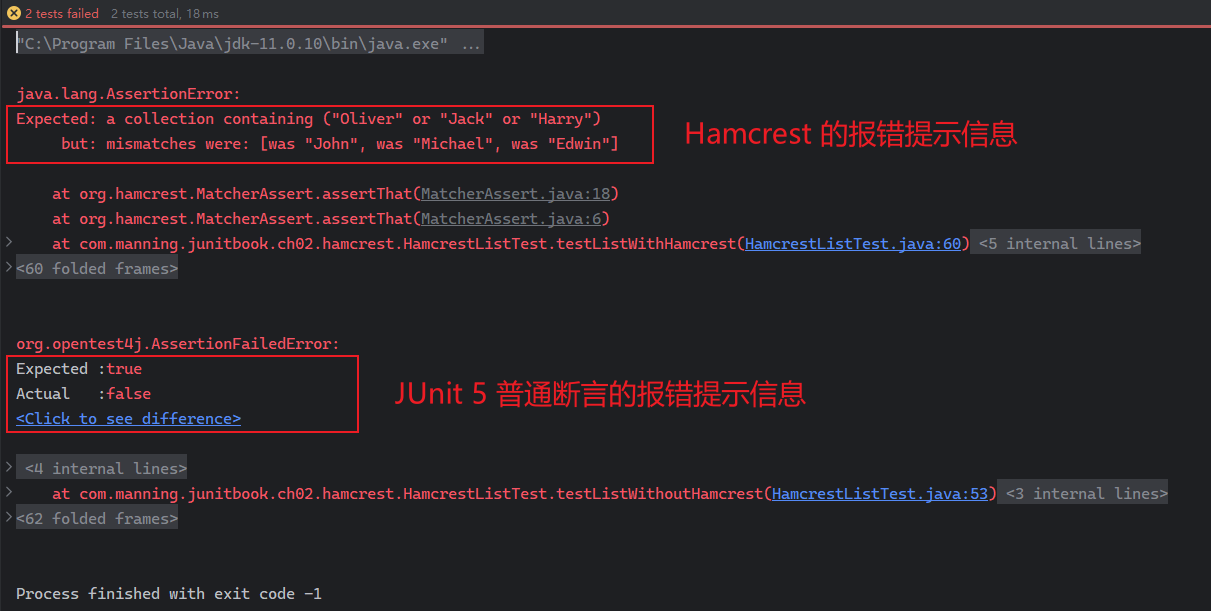 2 tests failed 2 tests total, 18 ms
"C:\Program Files\Java\jdk-11.0.10\bin\java.exe" ...
java.lang.AssertionError:
Expected: a collection containing ("Oliver" or "Jack" or "Harry")
but: mismatches were: [was "John", was "Michael", was "Edwin"]
Hamcrest 的报错提示信息
at org.hamcrest.MatcherAssert.assertThat(MatcherAssert.java:18)
at org.hamcrest.MatcherAssert.assertThat(MatcherAssert.java:6)
at com.manning.junitbook.ch02.hamcrest.HamcrestListTest.testListWithHamcrest(HamcrestListTest.java:60) <5 internal lines>
<60 folded frames>
org.opentest4j.AssertionFailedError:
Expected :true
Actual   :false
<Click to see difference>
JUnit 5 普通断言的报错提示信息
<4 internal lines>
at com.manning.junitbook.ch02.hamcrest.HamcrestListTest.testListWithoutHamcrest(HamcrestListTest.java:53) <3 internal lines>
<62 folded frames>
Process finished with exit code -1